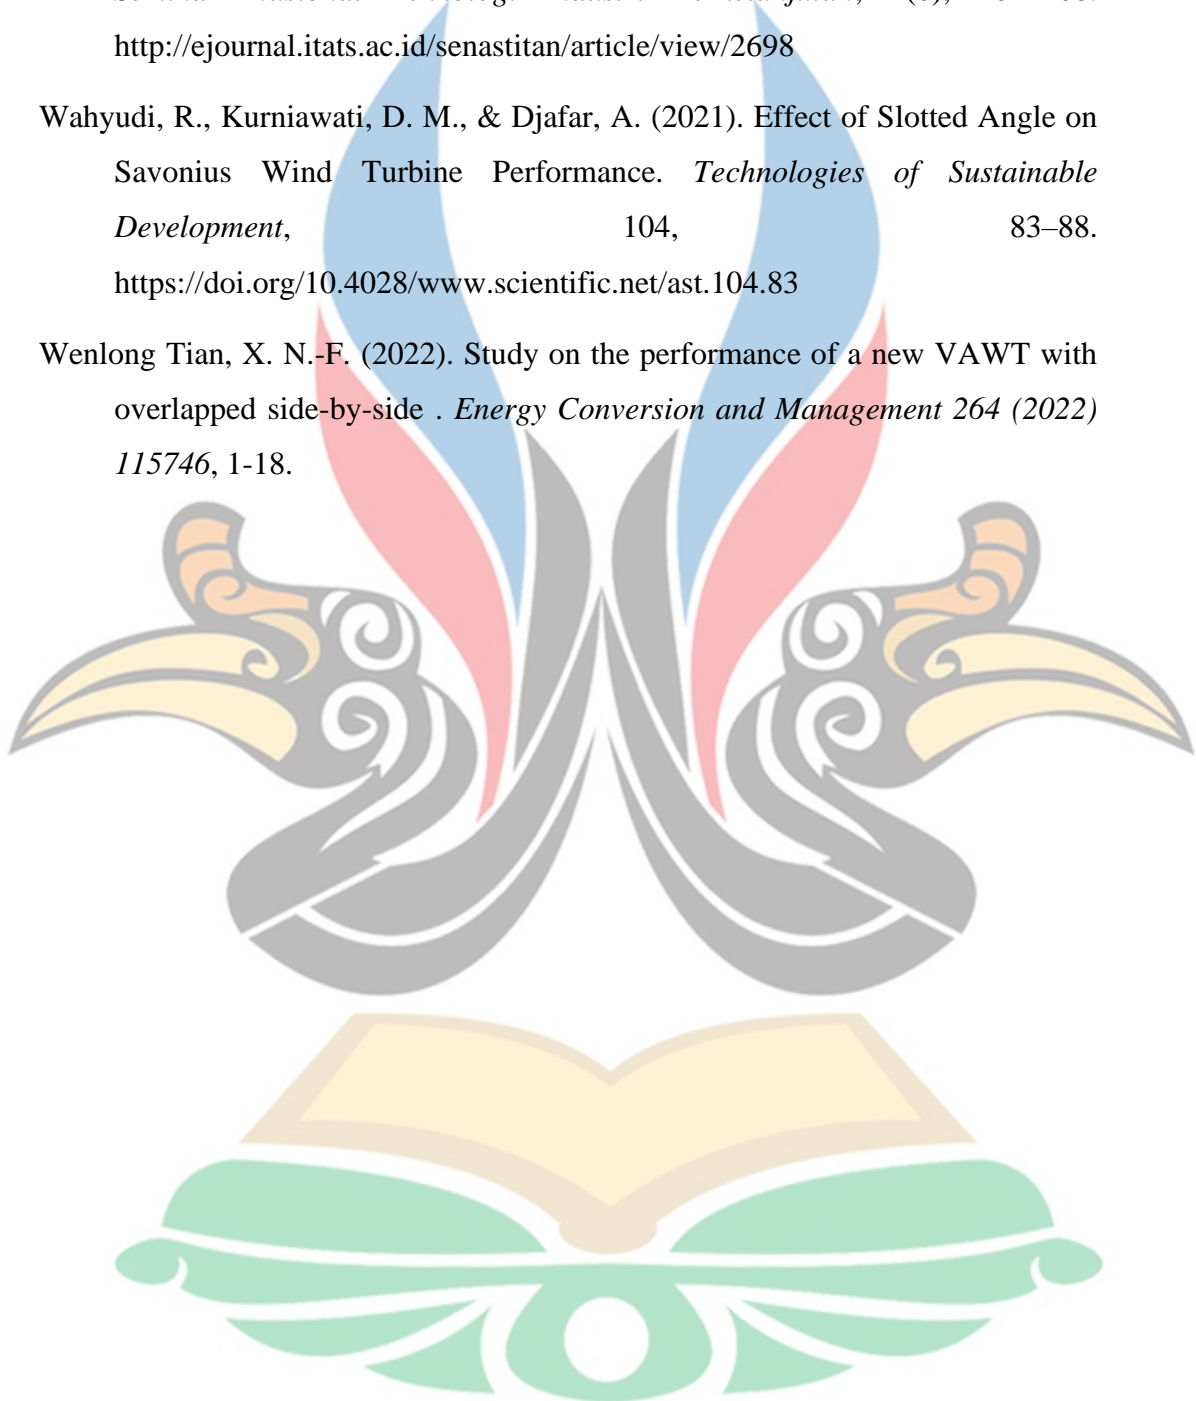 http://ejournal.itats.ac.id/senastitan/article/view/2698
Wahyudi, R., Kurniawati, D. M., & Djafar, A. (2021). Effect of Slotted Angle on
Savonius Wind Turbine Performance. Technologies of Sustainable
Development, 104, 83–88.
https://doi.org/10.4028/www.scientific.net/ast.104.83
Wenlong Tian, X. N.-F. (2022). Study on the performance of a new VAWT with
overlapped side-by-side . Energy Conversion and Management 264 (2022)
115746, 1-18.